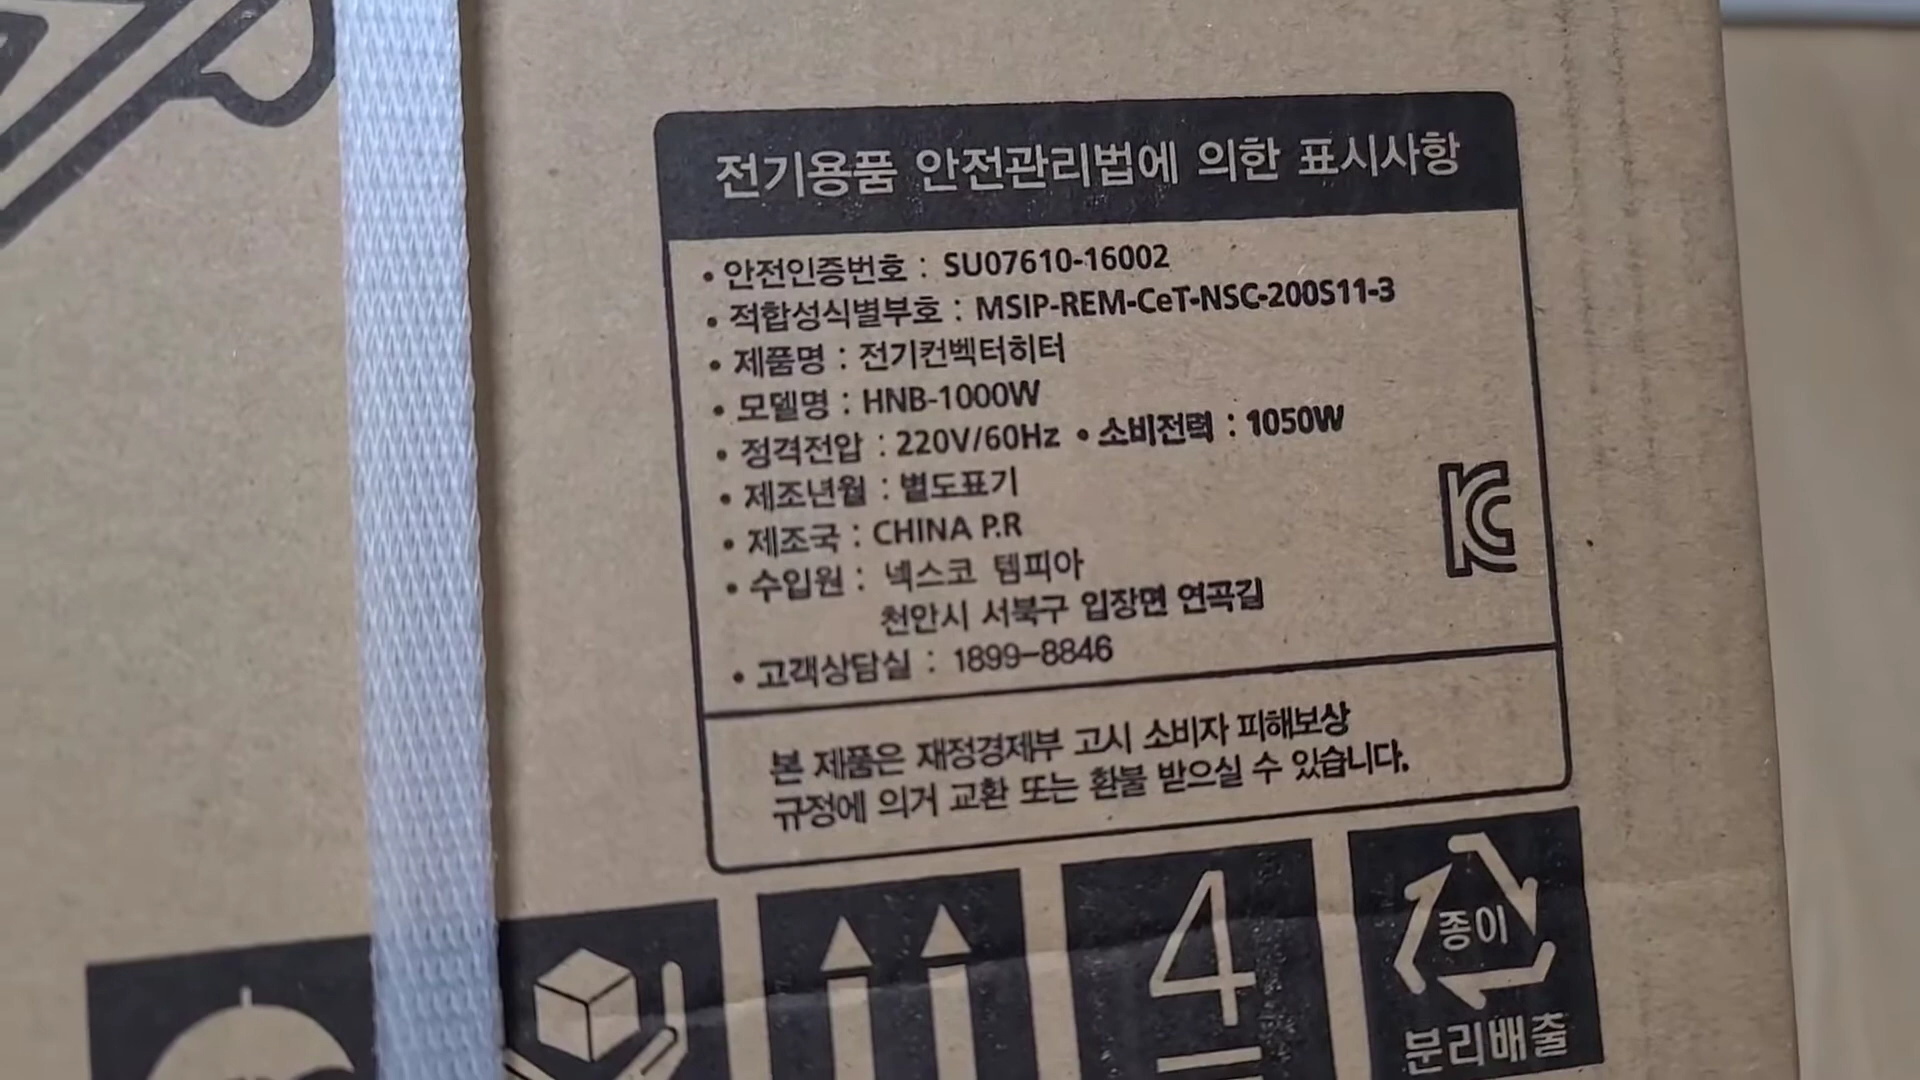 전기용품 안전관리법에 의한 표시사항
• 안전인증번호 : SU07610-16002
• 적합성식별부호 : MSIP-REM-CeT-NSC-200S11-3
• 제품명 : 전기컨벡터히터
• 모델명 : HNB-1000W
• 정격전압 : 220V/60Hz • 소비전력 : 1050W
• 제조년월 : 별도표기
• 제조국 : CHINA P.R
• 수입원 : 넥스코 템피아
천안시 서북구 입장면 연곡길
• 고객상담실 : 1899-8846
본 제품은 재정경제부 고시 소비자 피해보상
규정에 의거 교환 또는 환불 받으실 수 있습니다.
4
종이
분리배출